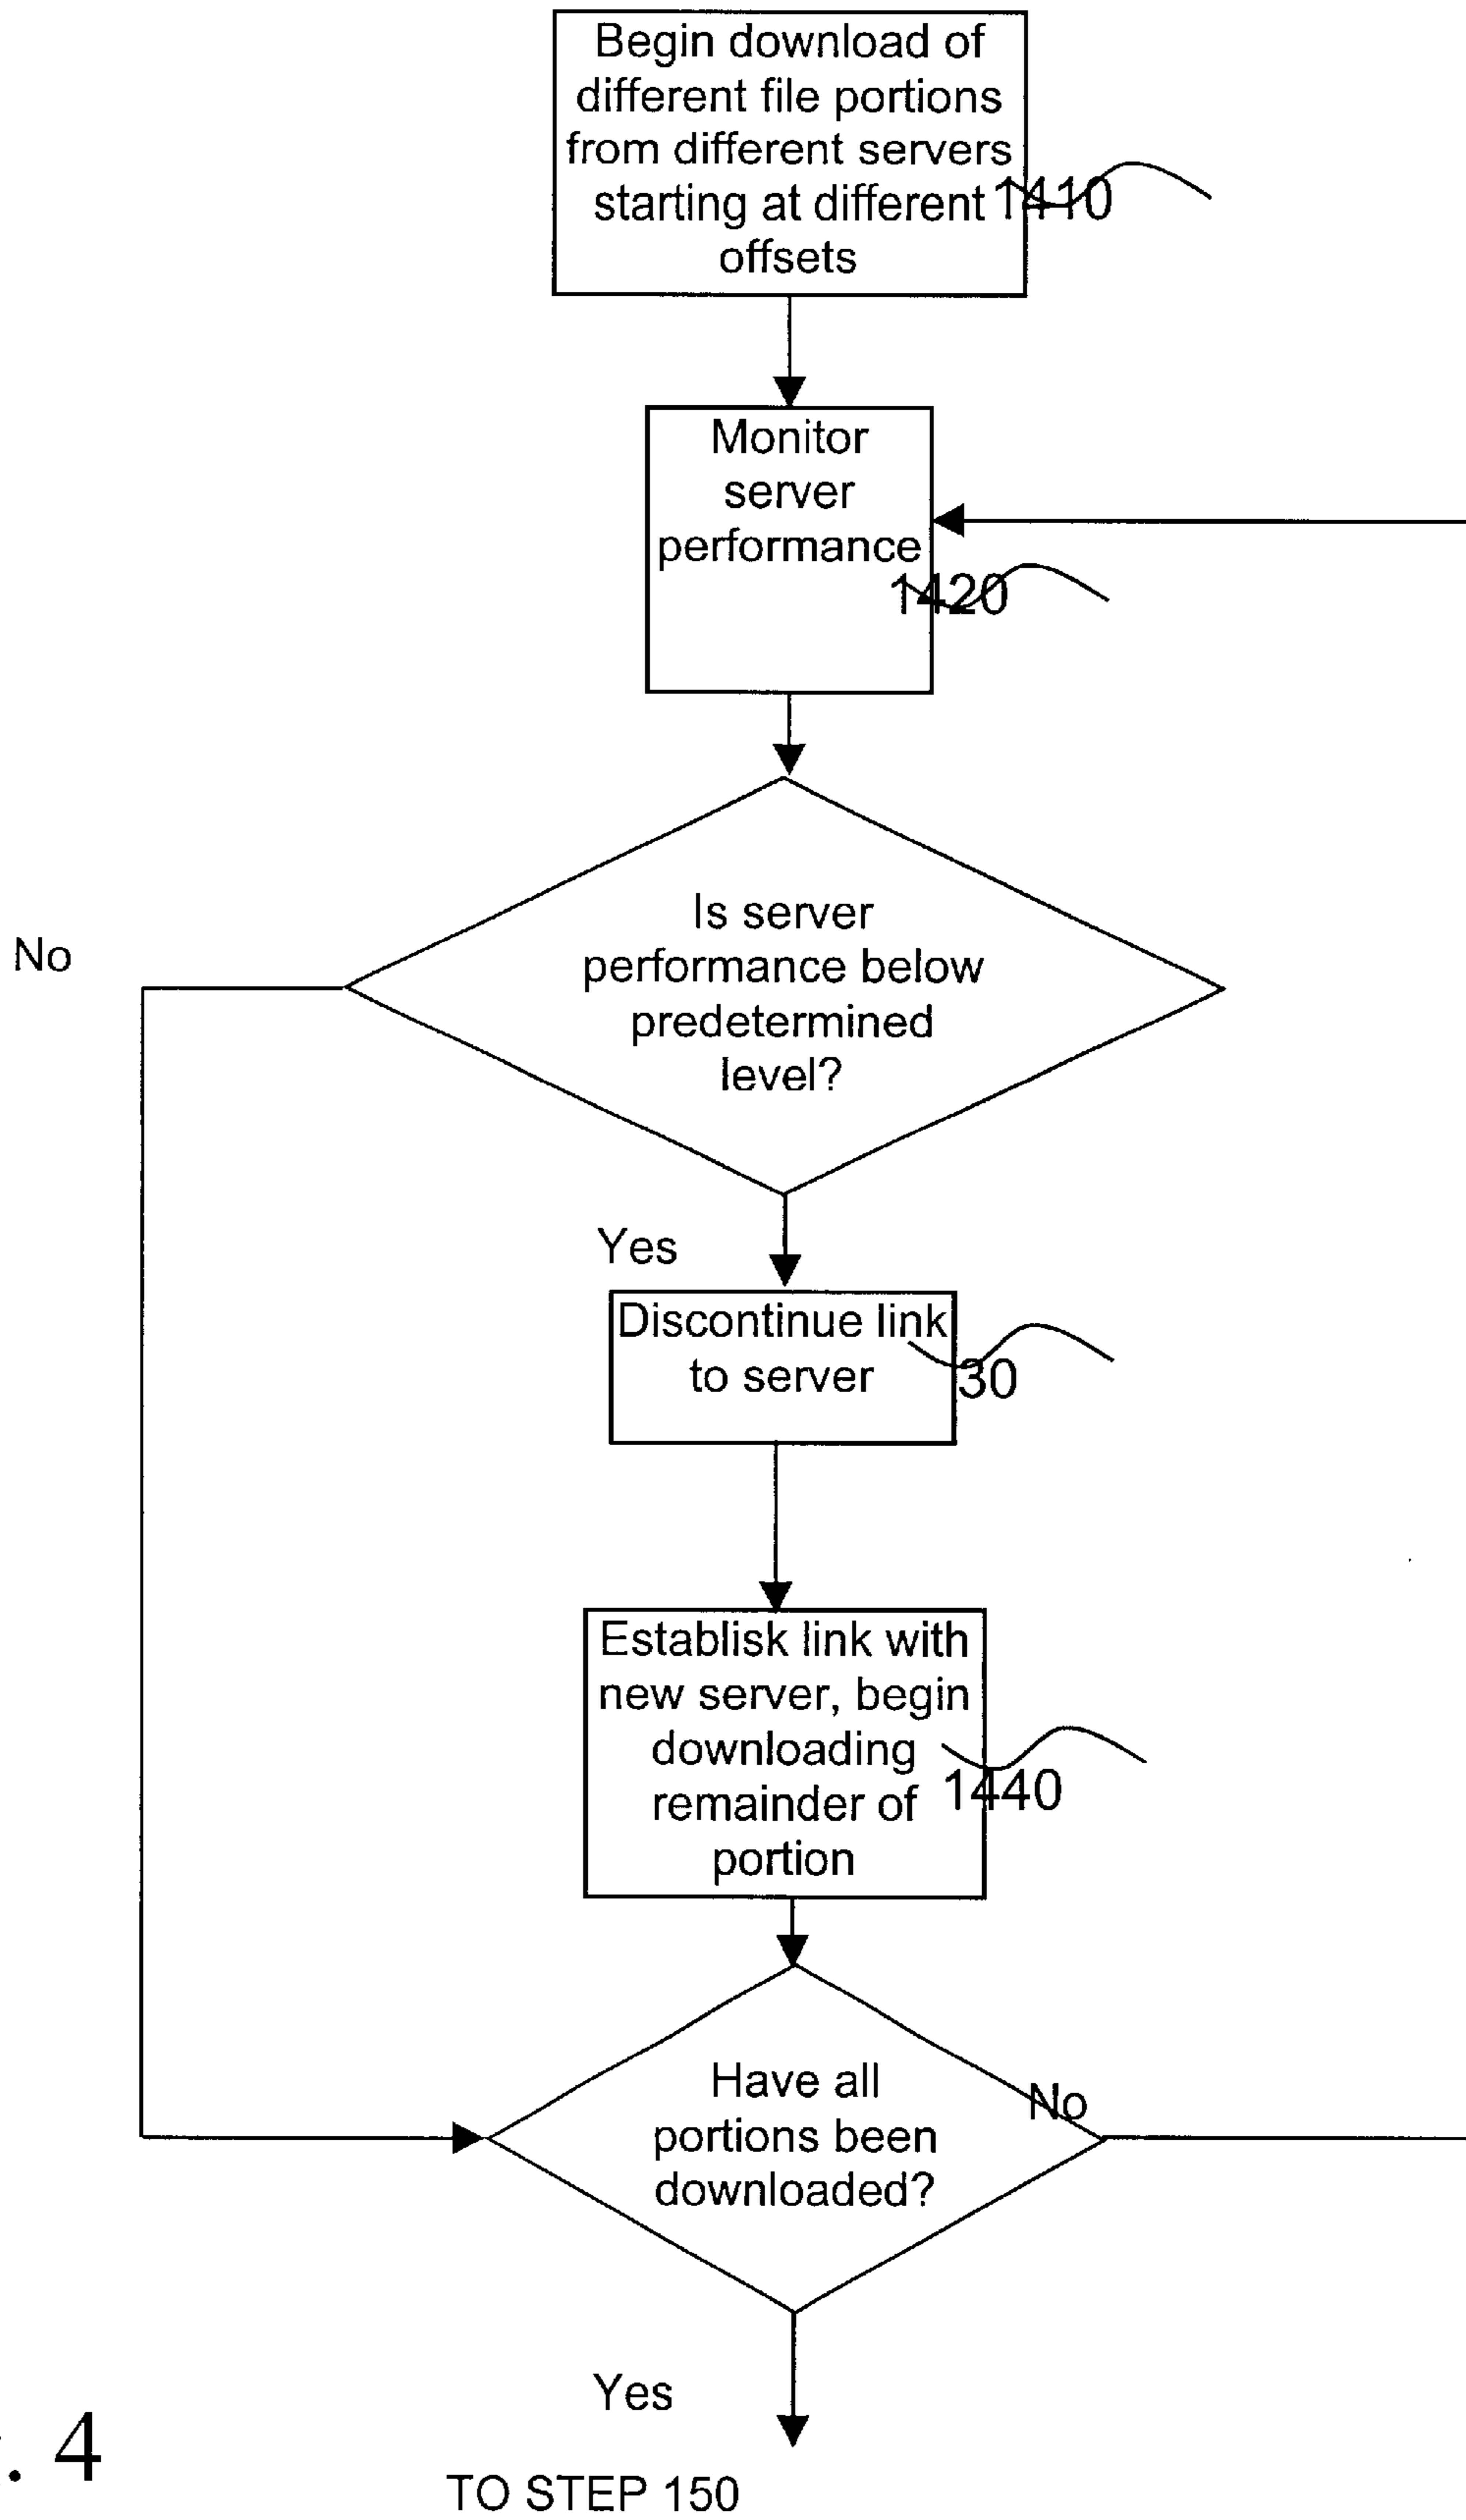 Begin download of
different file portions
from different servers
starting at different
offsets
1410
Monitor
server
performance
1420
Is server
performance below
predetermined
level?
No
Yes
Discontinue link
to server
30
Establisk link with
new server, begin
downloading
remainder of
portion
1440
Have all
portions been
downloaded?
No
Yes
. 4
TO STEP 150